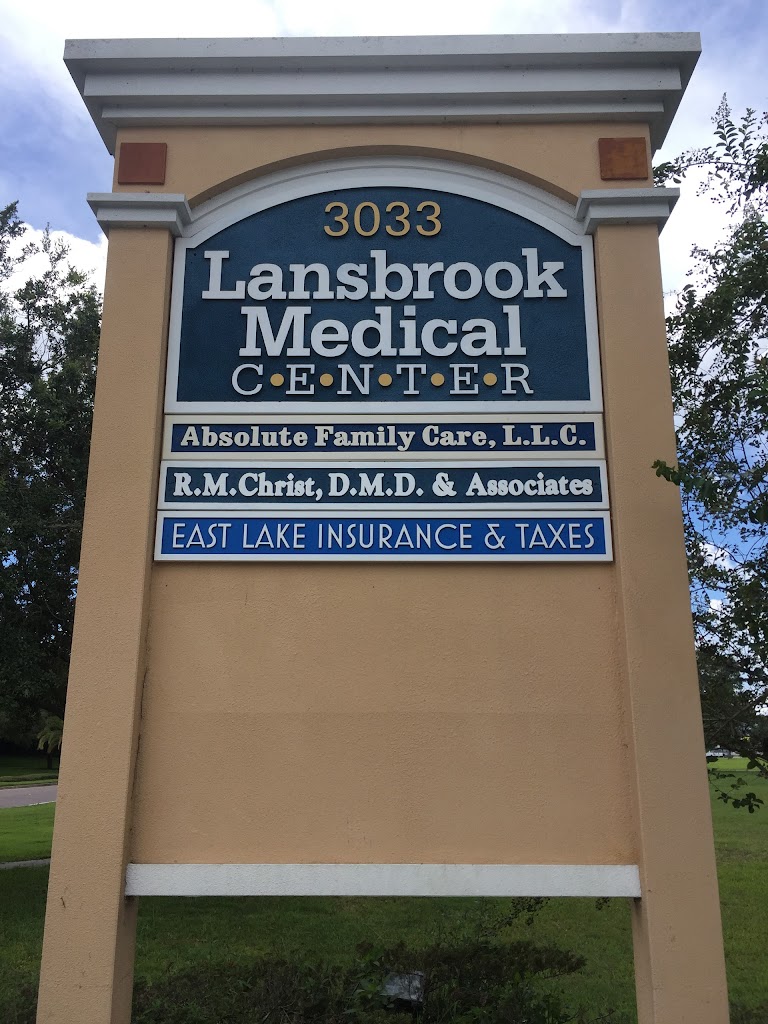 3033
Lansbrook
Medical
C•E•N•T•E•R
Absolute Family Care, L.L.C.
R.M.Christ, D.M.D. & Associates
EAST LAKE INSURANCE & TAXES